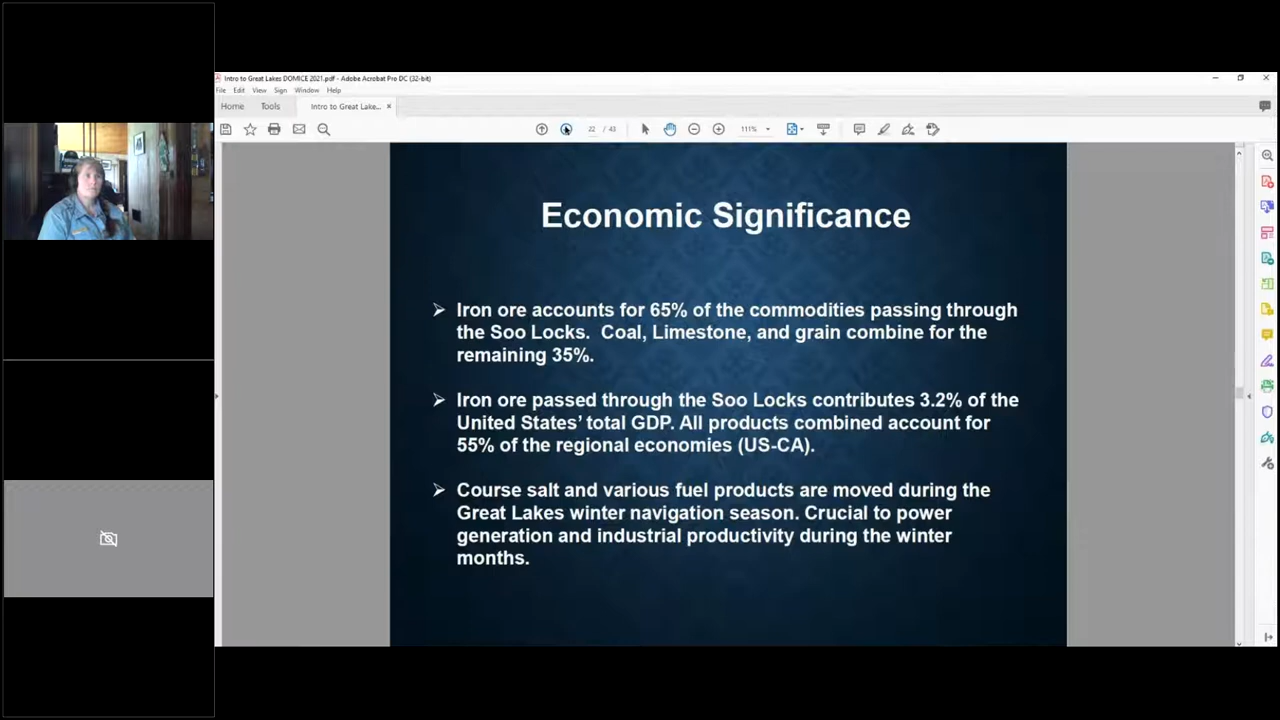 Intro to Great Lakes DOMICE 2021.pdf - Adobe Acrobat Pro DC (32-bit)
File Edit View Sign Window Help
Home Tools Intro to Great Lake... ×
22 / 43 111%
Economic Significance
Iron ore accounts for 65% of the commodities passing through
the Soo Locks. Coal, Limestone, and grain combine for the
remaining 35%.
Iron ore passed through the Soo Locks contributes 3.2% of the
United States' total GDP. All products combined account for
55% of the regional economies (US-CA).
Course salt and various fuel products are moved during the
Great Lakes winter navigation season. Crucial to power
generation and industrial productivity during the winter
months.